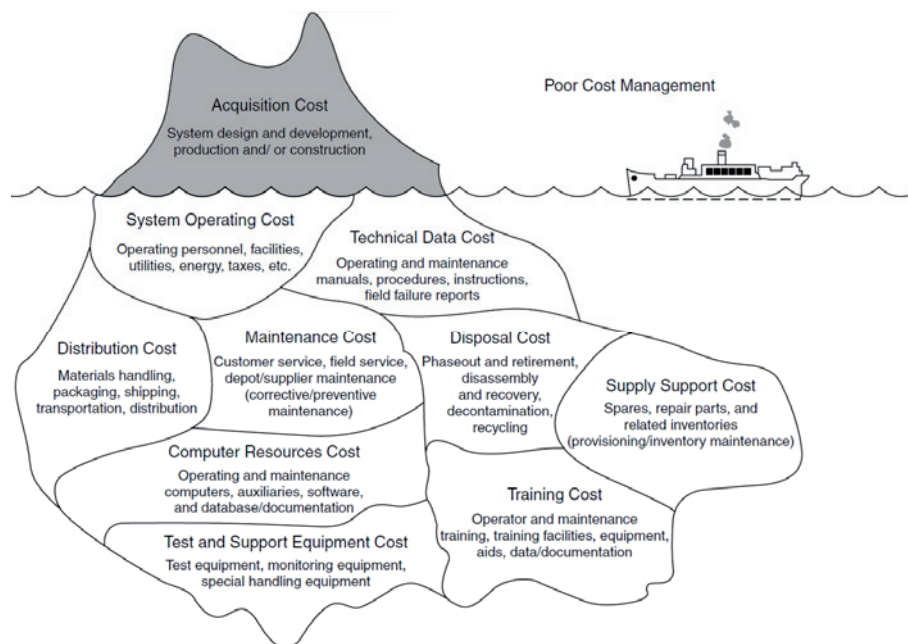 Acquisition Cost
System design and development,
production and/ or construction
Poor Cost Management
System Operating Cost
Operating personnel, facilities,
utilities, energy, taxes, etc.
Technical Data Cost
Operating and maintenance
manuals, procedures, instructions,
field failure reports
Distribution Cost
Materials handling,
packaging, shipping,
transportation, distribution
Maintenance Cost
Customer service, field service,
depot/supplier maintenance
(corrective/preventive
maintenance)
Disposal Cost
Phaseout and retirement,
disassembly
and recovery,
decontamination,
recycling
Supply Support Cost
Spares, repair parts, and
related inventories
(provisioning/inventory maintenance)
Computer Resources Cost
Operating and maintenance
computers, auxiliaries, software,
and database/documentation
Training Cost
Operator and maintenance
training, training facilities, equipment,
aids, data/documentation
Test and Support Equipment Cost
Test equipment, monitoring equipment,
special handling equipment